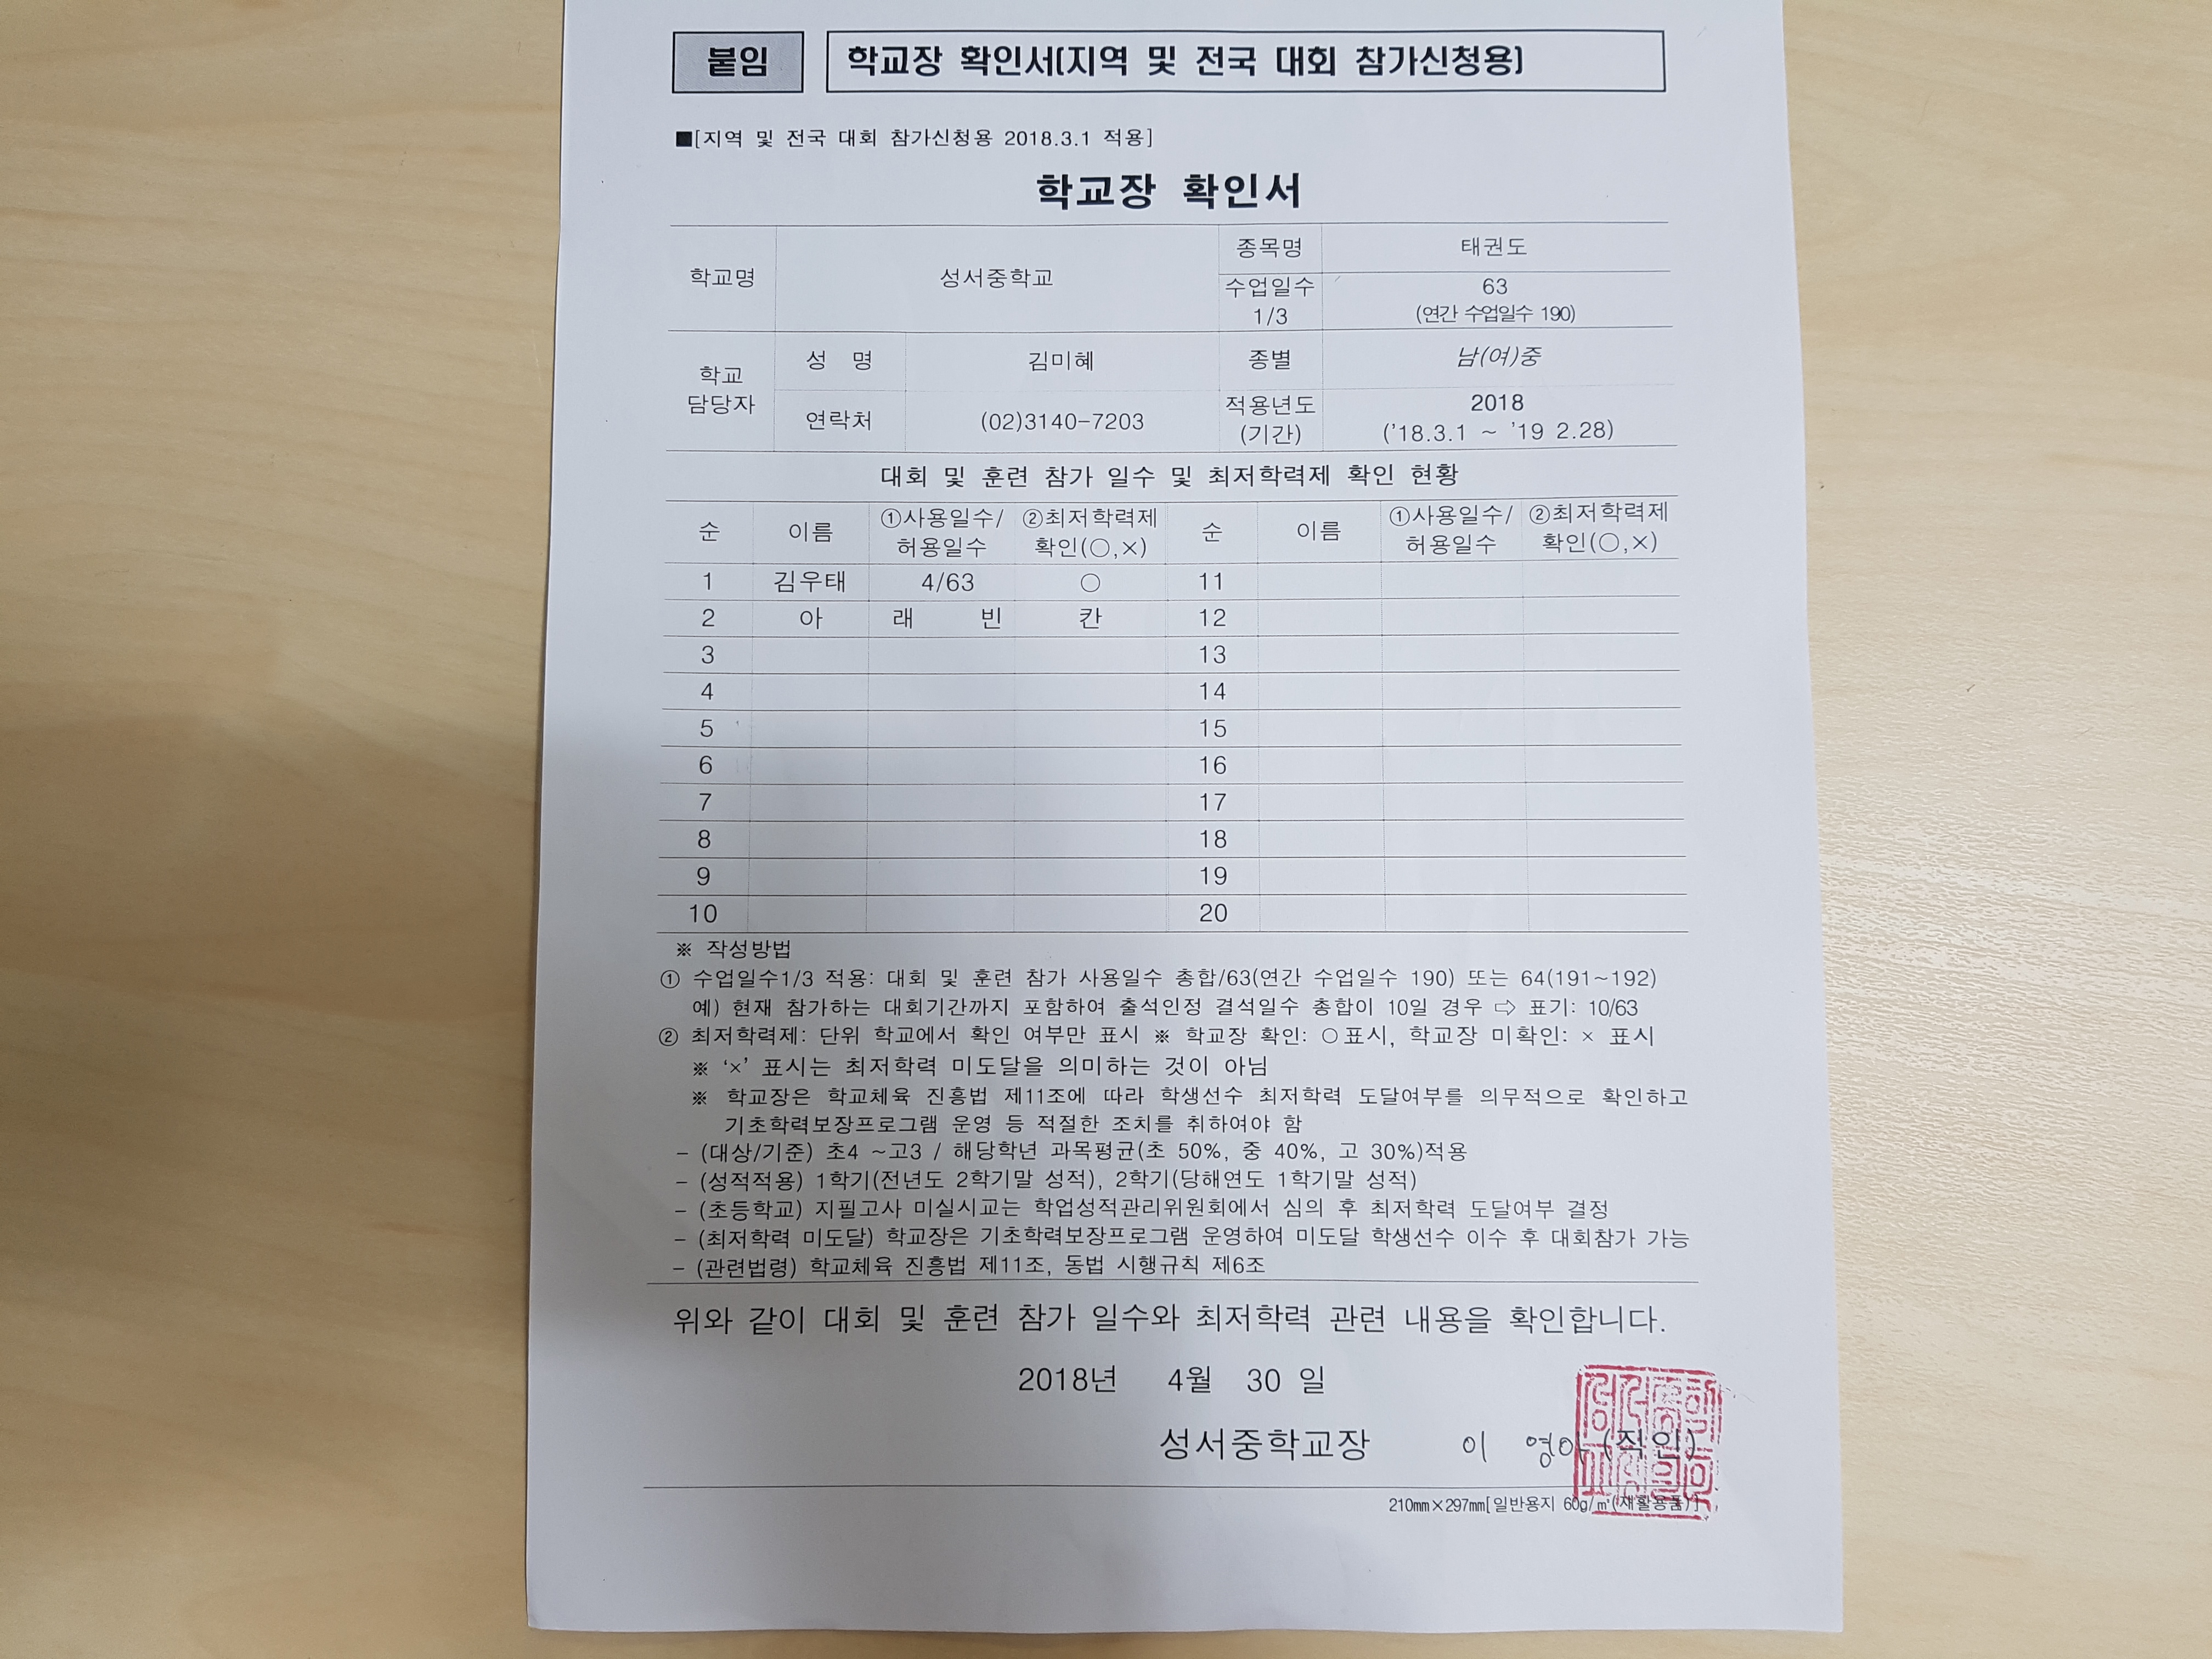 붙임 학교장 확인서(지역 및 전국 대회 참가신청용)
■[지역 및 전국 대회 참가신청용 2018.3.1 적용]
학교장 확인서
학교명 성서중학교 종목명 태권도
수업일수 1/3 63 (연간 수업일수 190)
학교 담당자 성 명 김미혜 종별 남(여)중
연락처 (02)3140-7203 적용년도 (기간) 2018 ('18.3.1 ~ '19 2.28)
대회 및 훈련 참가 일수 및 최저학력제 확인 현황
순 이름 ①사용일수/허용일수 ②최저학력제 확인(○,×) 순 이름 ①사용일수/허용일수 ②최저학력제 확인(○,×)
1 김우태 4/63 ○ 11
2 아 래 빈 칸 12
3 13
4 14
5 15
6 16
7 17
8 18
9 19
10 20
※ 작성방법
① 수업일수1/3 적용: 대회 및 훈련 참가 사용일수 총합/63(연간 수업일수 190) 또는 64(191~192)
예) 현재 참가하는 대회기간까지 포함하여 출석인정 결석일수 총합이 10일 경우 ⇨ 표기: 10/63
② 최저학력제: 단위 학교에서 확인 여부만 표시 ※ 학교장 확인: ○표시, 학교장 미확인: × 표시
※ '×' 표시는 최저학력 미도달을 의미하는 것이 아님
※ 학교장은 학교체육 진흥법 제11조에 따라 학생선수 최저학력 도달여부를 의무적으로 확인하고
기초학력보장프로그램 운영 등 적절한 조치를 취하여야 함
- (대상/기준) 초4 ~고3 / 해당학년 과목평균(초 50%, 중 40%, 고 30%)적용
- (성적적용) 1학기(전년도 2학기말 성적), 2학기(당해연도 1학기말 성적)
- (초등학교) 지필고사 미실시교는 학업성적관리위원회에서 심의 후 최저학력 도달여부 결정
- (최저학력 미도달) 학교장은 기초학력보장프로그램 운영하여 미도달 학생선수 이수 후 대회참가 가능
- (관련법령) 학교체육 진흥법 제11조, 동법 시행규칙 제6조
위와 같이 대회 및 훈련 참가 일수와 최저학력 관련 내용을 확인합니다.
2018년 4월 30 일
성서중학교장 이 영아 (직인)
210㎜×297㎜[일반용지 60g/㎡(재활용품)]